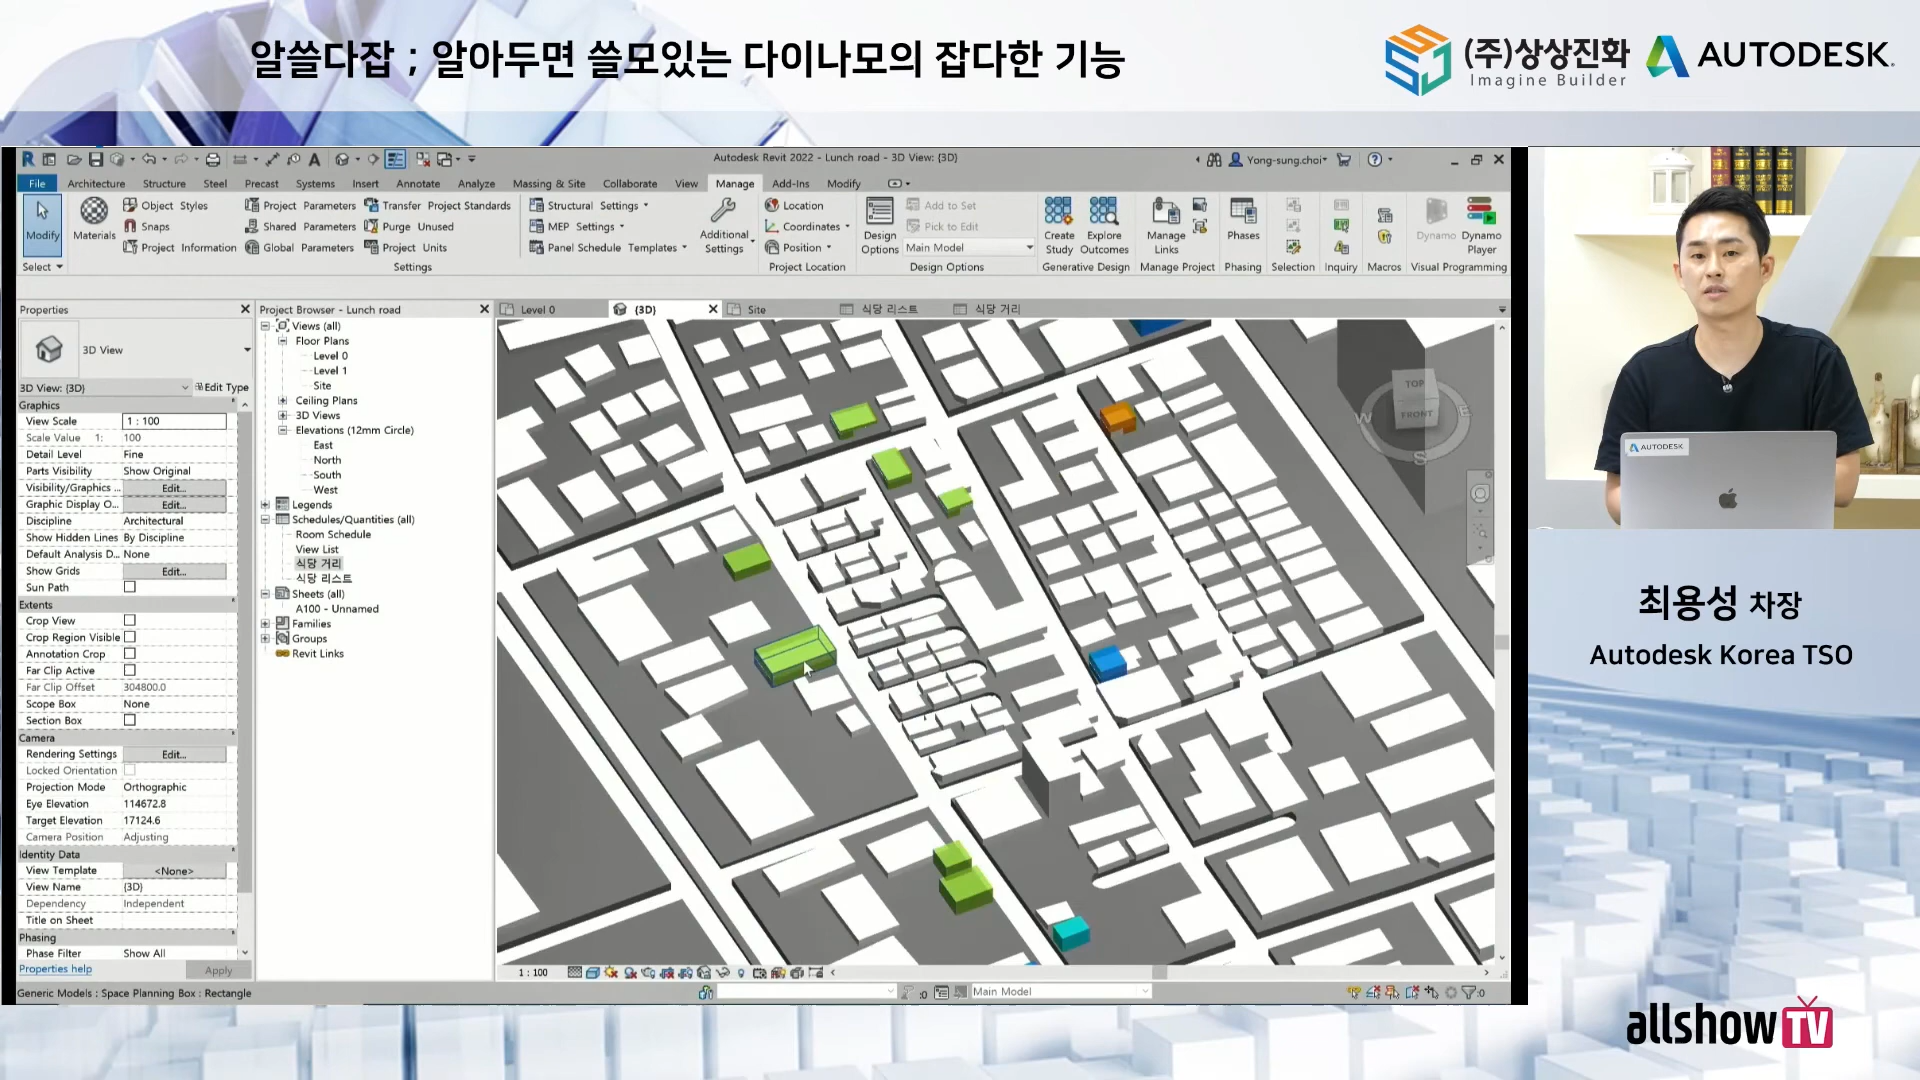 알쓸다잡 ; 알아두면 쓸모있는 다이나모의 잡다한 기능
(주)상상진화
Imagine Builder
AUTODESK.
Autodesk Revit 2022 - Lunch road - 3D View: {3D}
Yong-sung.choi
File Architecture Structure Steel Precast Systems Insert Annotate Analyze Massing & Site Collaborate View Manage Add-Ins Modify
Modify
Select
Materials
Object Styles
Snaps
Project Information
Project Parameters
Shared Parameters
Global Parameters
Transfer Project Standards
Purge Unused
Project Units
Structural Settings
MEP Settings
Panel Schedule Templates
Additional Settings
Settings
Location
Coordinates
Position
Project Location
Design Options
Add to Set
Pick to Edit
Main Model
Design Options
Create Study
Explore Outcomes
Generative Design
Manage Links
Manage Project
Phases
Phasing
Selection
Inquiry
Macros
Dynamo
Dynamo Player
Visual Programming
Properties
3D View
3D View: {3D}
Edit Type
Graphics
View Scale 1 : 100
Scale Value 1: 100
Detail Level Fine
Parts Visibility Show Original
Visibility/Graphics ... Edit...
Graphic Display O... Edit...
Discipline Architectural
Show Hidden Lines By Discipline
Default Analysis D... None
Show Grids Edit...
Sun Path
Extents
Crop View
Crop Region Visible
Annotation Crop
Far Clip Active
Far Clip Offset 304800.0
Scope Box None
Section Box
Camera
Rendering Settings Edit...
Locked Orientation
Projection Mode Orthographic
Eye Elevation 114672.8
Target Elevation 17124.6
Camera Position Adjusting
Identity Data
View Template <None>
View Name {3D}
Dependency Independent
Title on Sheet
Phasing
Phase Filter Show All
Properties help
Apply
Project Browser - Lunch road
Views (all)
Floor Plans
Level 0
Level 1
Site
Ceiling Plans
3D Views
Elevations (12mm Circle)
East
North
South
West
Legends
Schedules/Quantities (all)
Room Schedule
View List
식당 거리
식당 리스트
Sheets (all)
A100 - Unnamed
Families
Groups
Revit Links
Level 0
{3D}
Site
식당 리스트
식당 거리
TOP
FRONT
W
E
S
1 : 100
Generic Models : Space Planning Box : Rectangle
:0
Main Model
:0
AUTODESK
최용성 차장
Autodesk Korea TSO
allshow TV